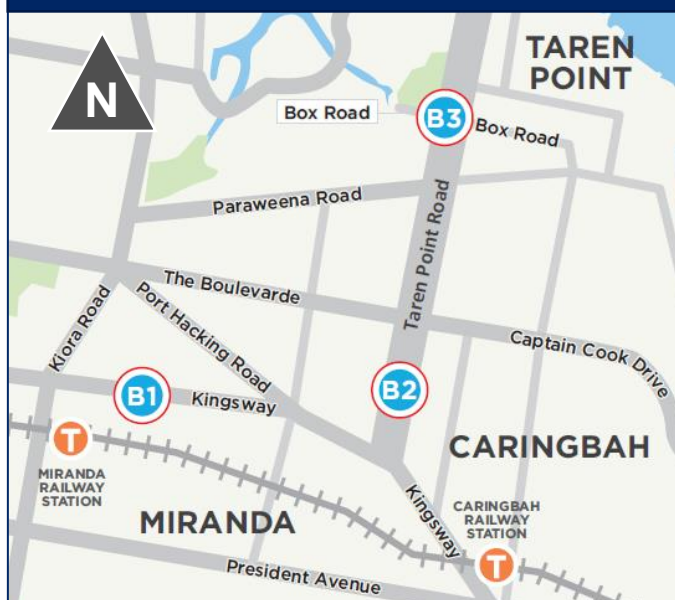 TAREN
POINT
N
Box Road
B3
Box Road
Paraweena Road
Taren Point Road
The Boulevarde
Port Hacking Road
Kiora Road
Captain Cook Drive
B1
Kingsway
B2
CARINGBAH
T
MIRANDA
RAILWAY
STATION
MIRANDA
Kingsway
CARINGBAH
RAILWAY
STATION
T
President Avenue